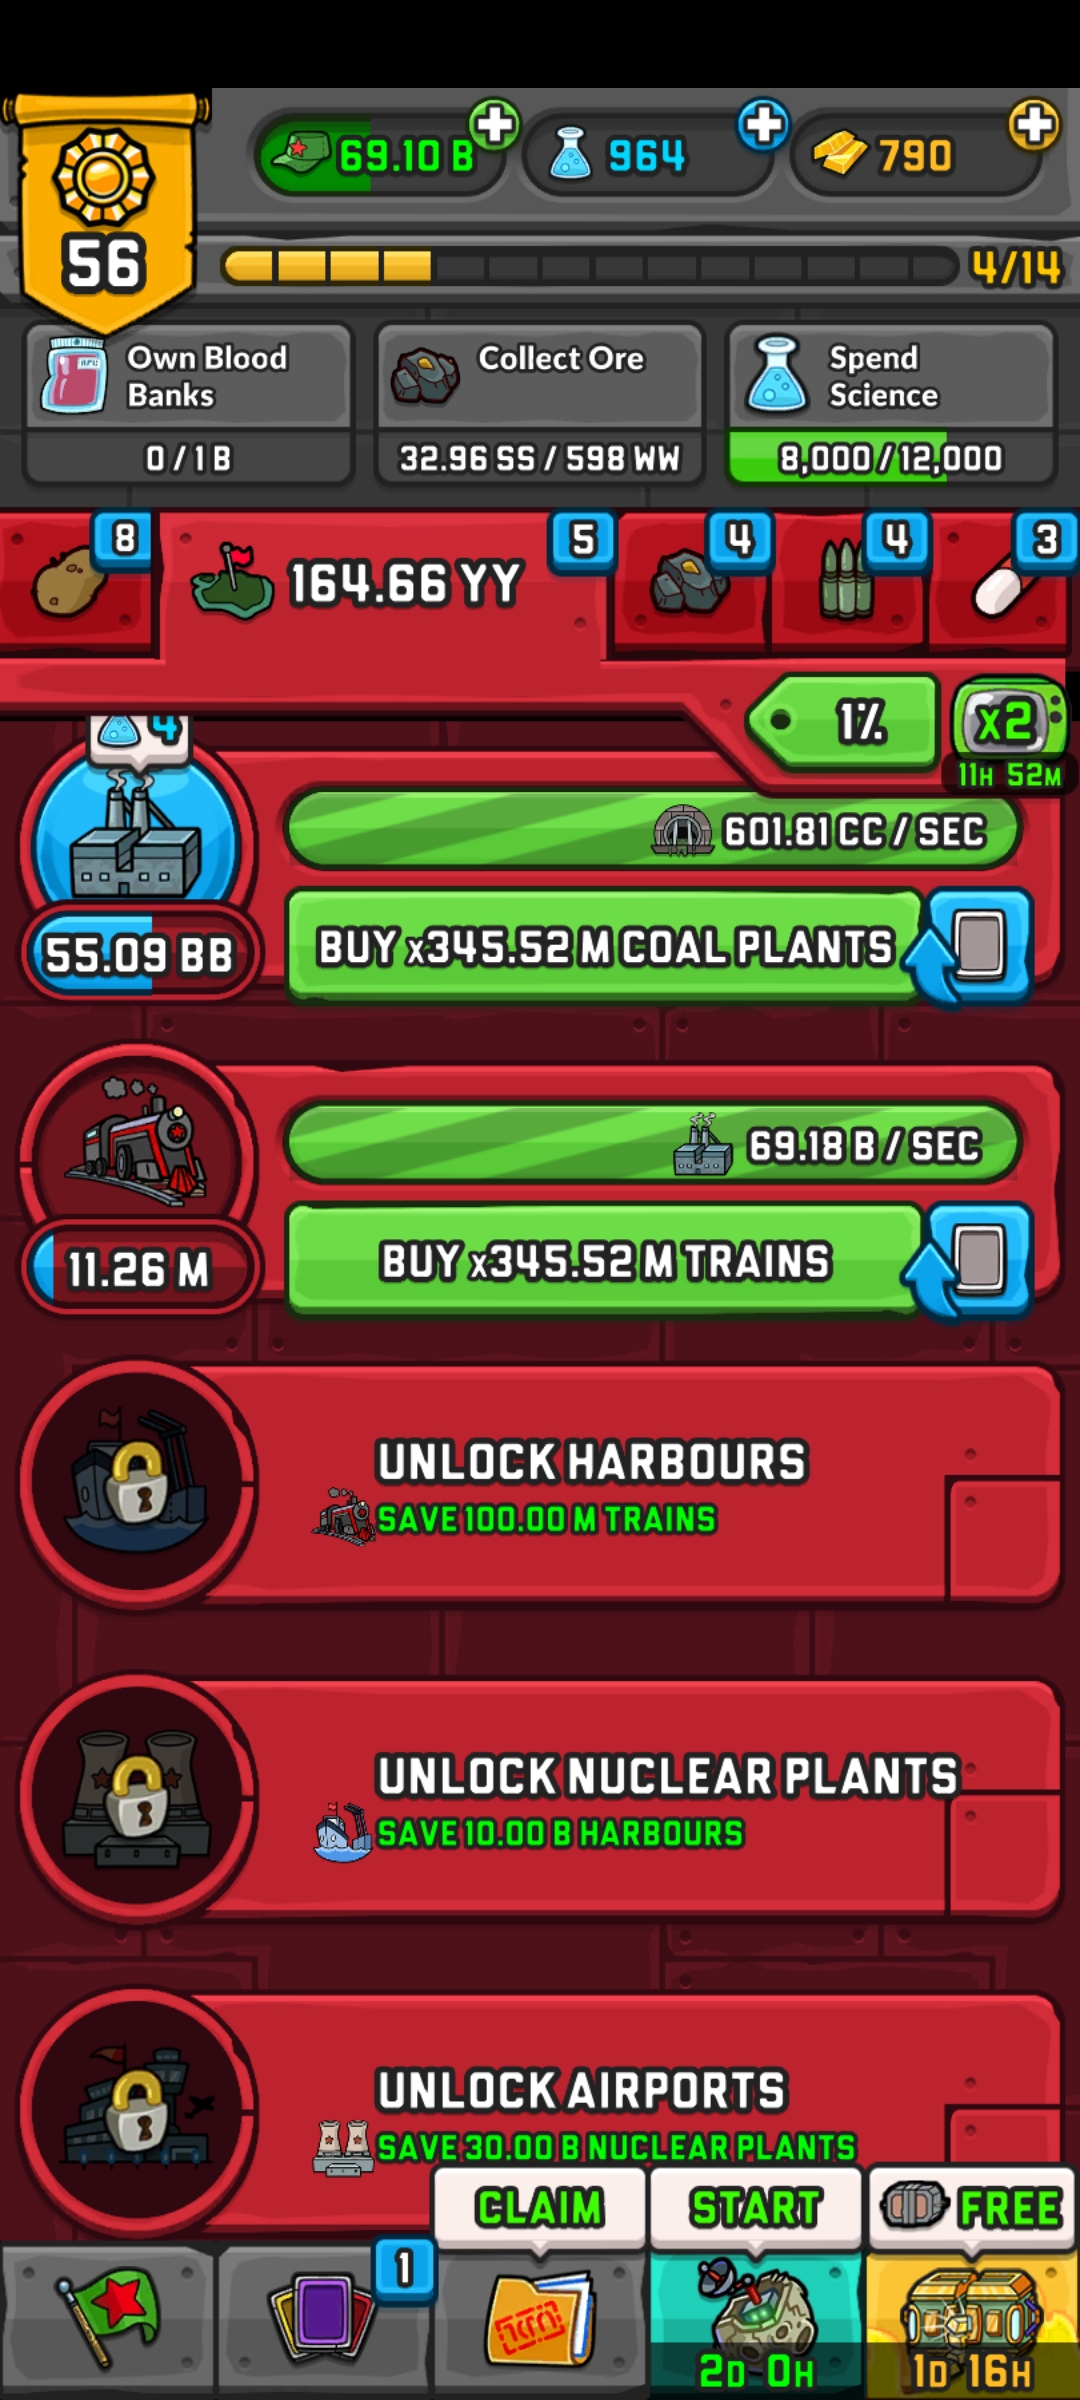 69.10 B
964
790
56
4/14
Own Blood
Banks
0 / 1 B
Collect Ore
32.96 SS / 598 WW
Spend
Science
8,000 / 12,000
8
164.66 YY
5
4
4
3
1%
x2
11H 52M
4
601.81 CC / SEC
55.09 BB
BUY x345.52 M COAL PLANTS
69.18 B / SEC
11.26 M
BUY x345.52 M TRAINS
UNLOCK HARBOURS
SAVE 100.00 M TRAINS
UNLOCK NUCLEAR PLANTS
SAVE 10.00 B HARBOURS
UNLOCK AIRPORTS
SAVE 30.00 B NUCLEAR PLANTS
CLAIM
START
FREE
1
2D 0H
1D 16H